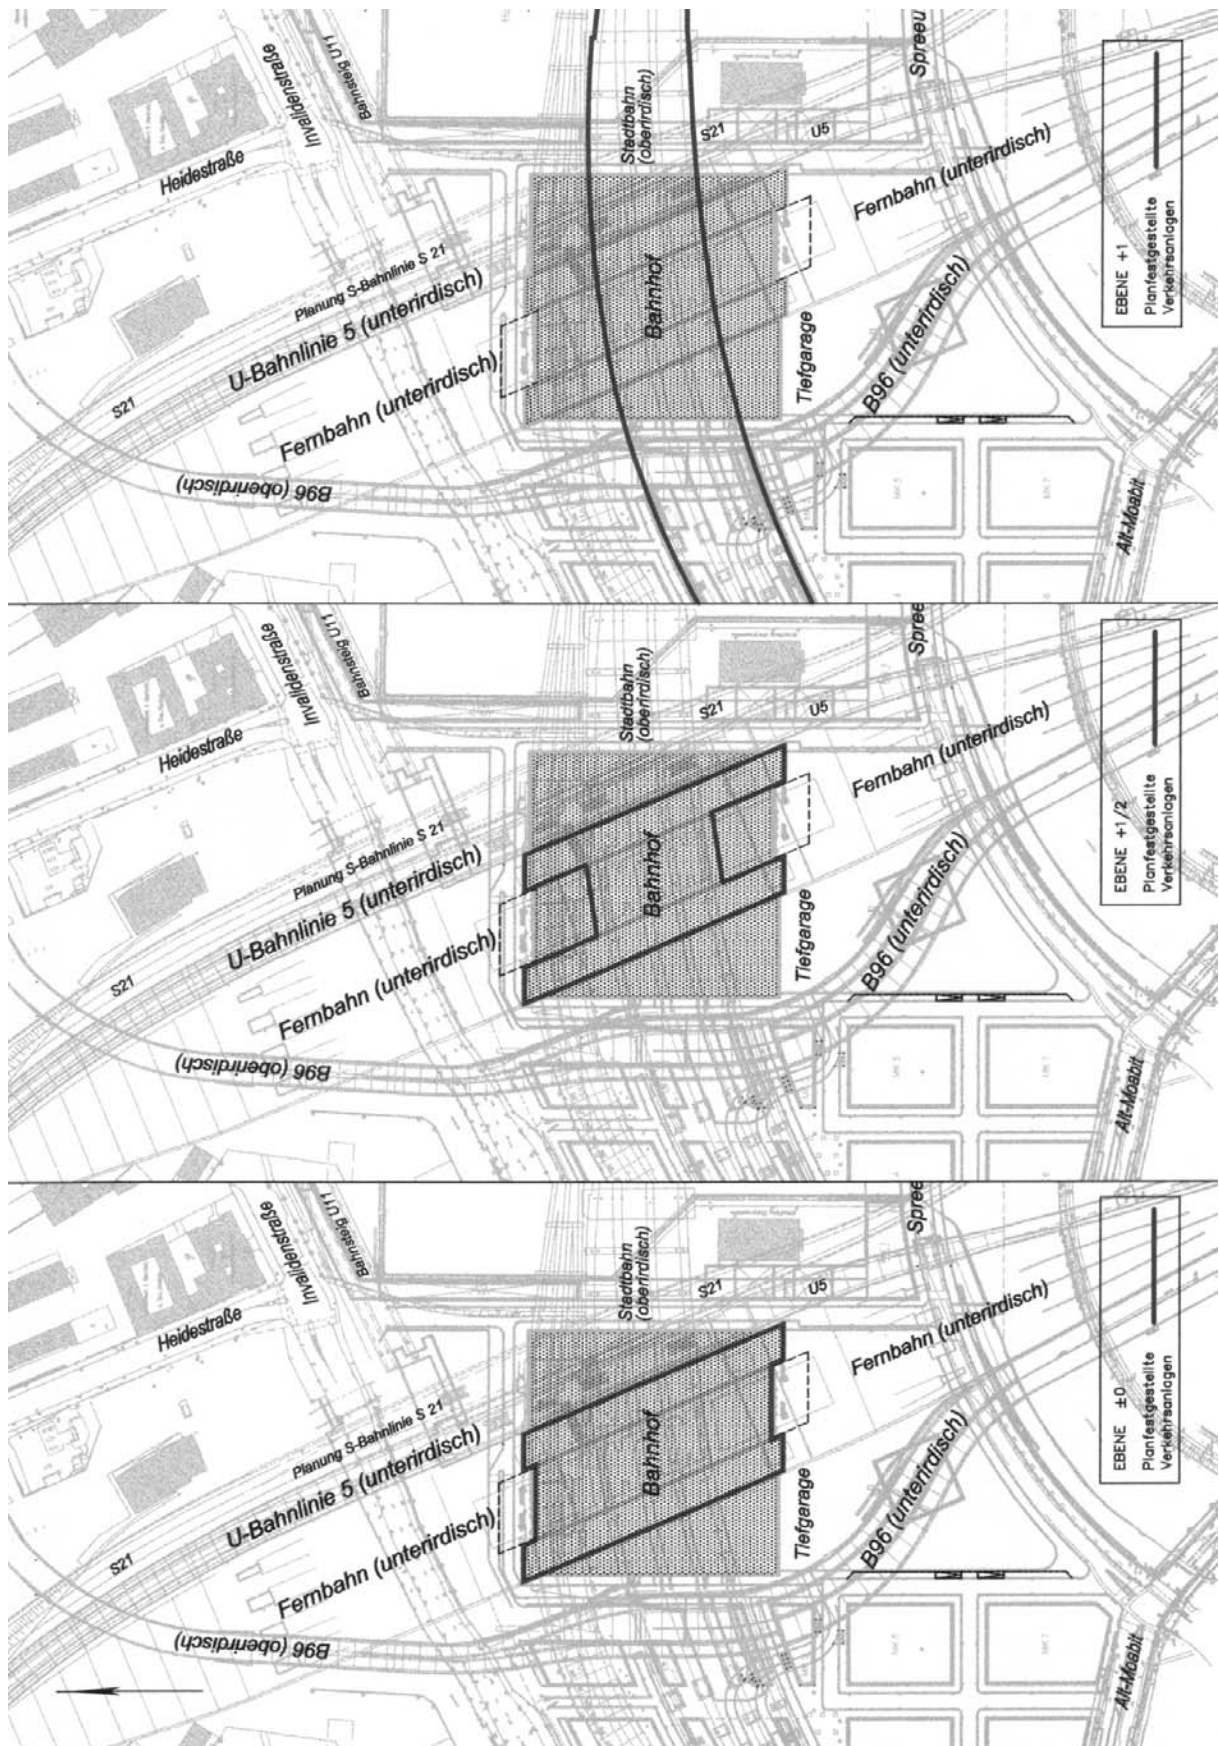 Heidestraße
Invalidenstraße
Bahnsteig U11
Stadtbahn
(oberirdisch)
S21
U5
Spreeu
Planung S-Bahnlinie S 21
U-Bahnlinie 5 (unterirdisch)
Fernbahn (unterirdisch)
S21
B96 (oberirdisch)
Bahnhof
Tiefgarage
Fernbahn (unterirdisch)
B96 (unterirdisch)
Alt-Moabit
EBENE +1
Planfestgestellte
Verkehrsanlagen
Heidestraße
Invalidenstraße
Bahnsteig U11
Stadtbahn
(oberirdisch)
S21
U5
Spree
Planung S-Bahnlinie S 21
U-Bahnlinie 5 (unterirdisch)
Fernbahn (unterirdisch)
S21
B96 (oberirdisch)
Bahnhof
Tiefgarage
Fernbahn (unterirdisch)
B96 (unterirdisch)
Alt-Moabit
EBENE +1/2
Planfestgestellte
Verkehrsanlagen
Heidestraße
Invalidenstraße
Bahnsteig U11
Stadtbahn
(oberirdisch)
S21
U5
Spree
Planung S-Bahnlinie S 21
U-Bahnlinie 5 (unterirdisch)
Fernbahn (unterirdisch)
S21
B96 (oberirdisch)
Bahnhof
Tiefgarage
Fernbahn (unterirdisch)
B96 (unterirdisch)
Alt-Moabit
EBENE ±0
Planfestgestellte
Verkehrsanlagen